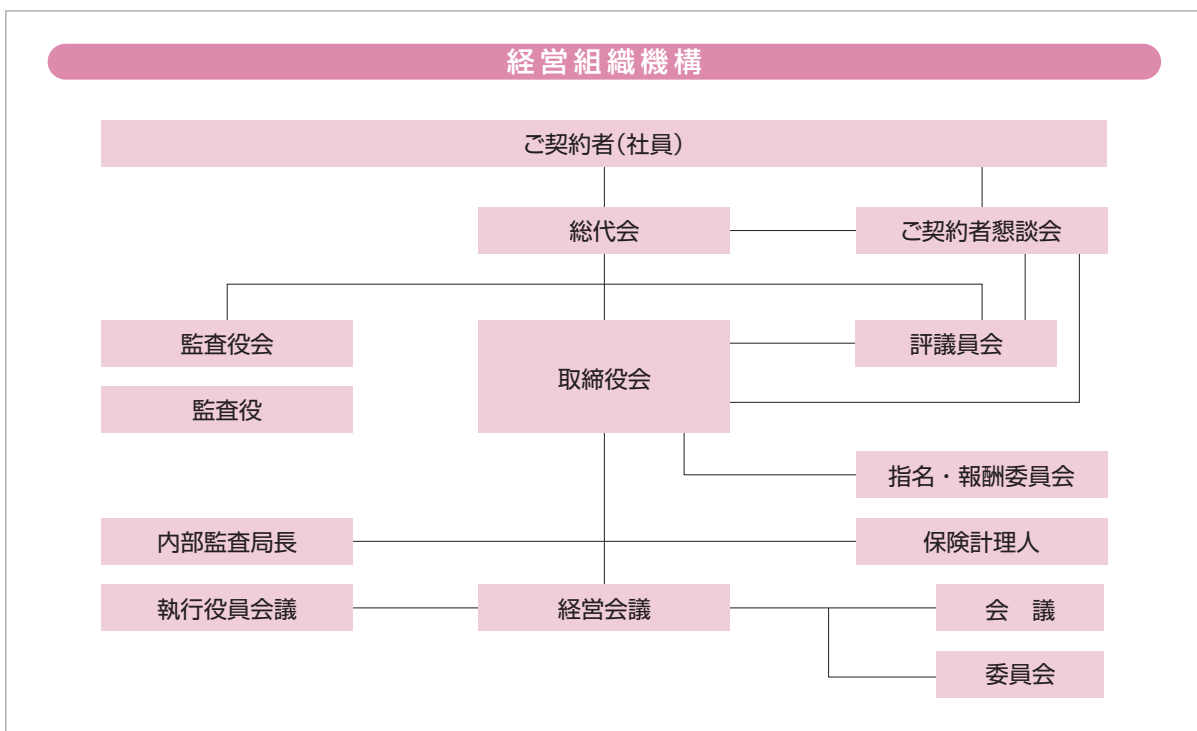 経営組織機構
ご契約者(社員)
総代会
ご契約者懇談会
監査役会
取締役会
評議員会
監査役
指名・報酬委員会
内部監査局長
保険計理人
執行役員会議
経営会議
会　議
委員会